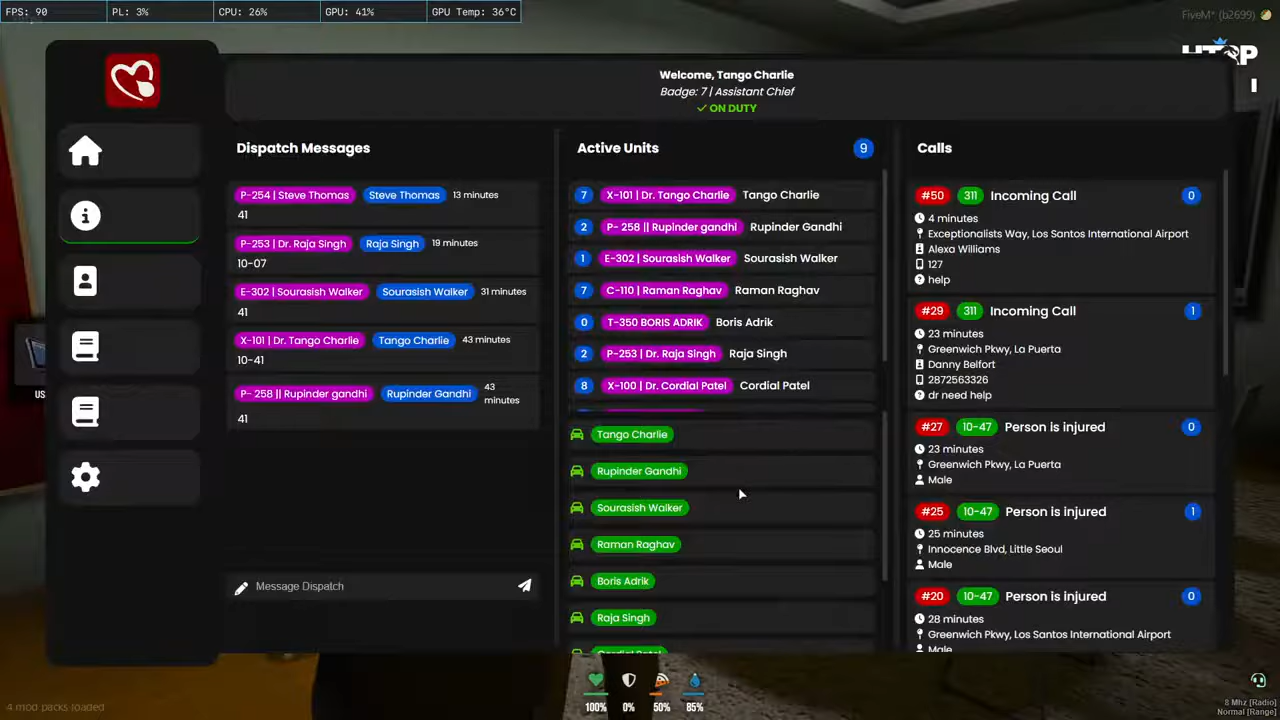 FPS: 90
PL: 3%
CPU: 26%
GPU: 41%
GPU Temp: 36°C
FiveM* (b2699)
Welcome, Tango Charlie
Badge: 7 | Assistant Chief
ON DUTY
Dispatch Messages
P-254 | Steve Thomas Steve Thomas 13 minutes
41
P-253 | Dr. Raja Singh Raja Singh 19 minutes
10-07
E-302 | Sourasish Walker Sourasish Walker 31 minutes
41
X-101 | Dr. Tango Charlie Tango Charlie 43 minutes
10-41
P- 258 || Rupinder gandhi Rupinder Gandhi 43 minutes
41
Message Dispatch
Active Units 9
7 X-101 | Dr. Tango Charlie Tango Charlie
2 P- 258 || Rupinder gandhi Rupinder Gandhi
1 E-302 | Sourasish Walker Sourasish Walker
7 C-110 | Raman Raghav Raman Raghav
0 T-350 BORIS ADRIK Boris Adrik
2 P-253 | Dr. Raja Singh Raja Singh
8 X-100 | Dr. Cordial Patel Cordial Patel
Tango Charlie
Rupinder Gandhi
Sourasish Walker
Raman Raghav
Boris Adrik
Raja Singh
Cordial Patel
Calls
#50 311 Incoming Call 0
4 minutes
Exceptionalists Way, Los Santos International Airport
Alexa Williams
127
help
#29 311 Incoming Call 1
23 minutes
Greenwich Pkwy, La Puerta
Danny Belfort
2872563326
dr need help
#27 10-47 Person is injured 0
23 minutes
Greenwich Pkwy, La Puerta
Male
#25 10-47 Person is injured 1
25 minutes
Innocence Blvd, Little Seoul
Male
#20 10-47 Person is injured 0
28 minutes
Greenwich Pkwy, Los Santos International Airport
Male
US
100%
0%
50%
85%
4 mod packs loaded
8 Mhz [Radio]
Normal [Range]